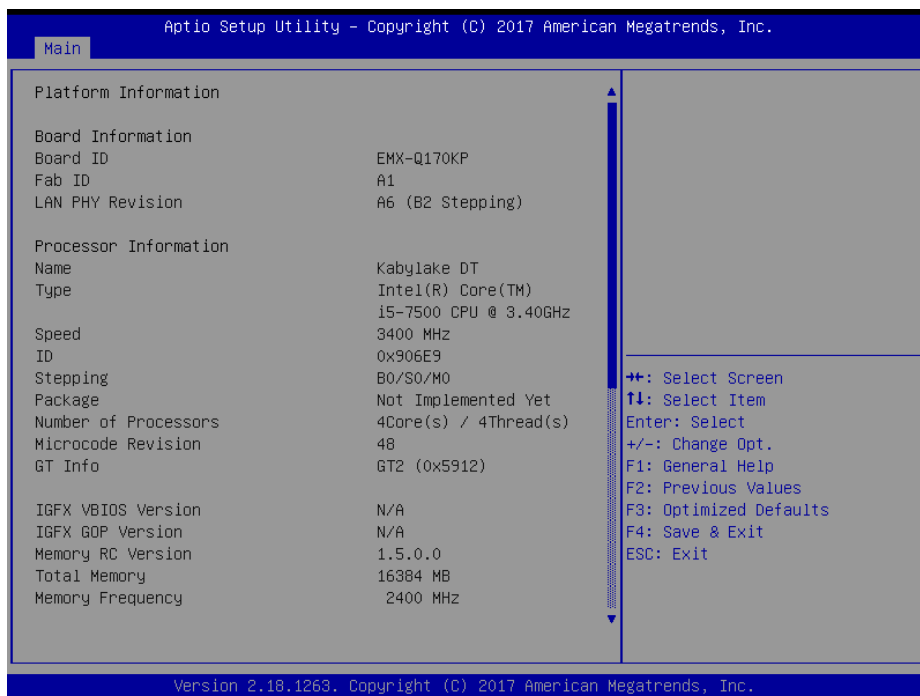 Aptio Setup Utility – Copyright (C) 2017 American Megatrends, Inc.
Main
Platform Information
Board Information
Board ID EMX-Q170KP
Fab ID A1
LAN PHY Revision A6 (B2 Stepping)
Processor Information
Name Kabylake DT
Type Intel(R) Core(TM)
i5-7500 CPU @ 3.40GHz
Speed 3400 MHz
ID 0x906E9
Stepping B0/S0/M0
Package Not Implemented Yet
Number of Processors 4Core(s) / 4Thread(s)
Microcode Revision 48
GT Info GT2 (0x5912)
IGFX VBIOS Version N/A
IGFX GOP Version N/A
Memory RC Version 1.5.0.0
Total Memory 16384 MB
Memory Frequency 2400 MHz
→←: Select Screen
↑↓: Select Item
Enter: Select
+/-: Change Opt.
F1: General Help
F2: Previous Values
F3: Optimized Defaults
F4: Save & Exit
ESC: Exit
Version 2.18.1263. Copyright (C) 2017 American Megatrends, Inc.